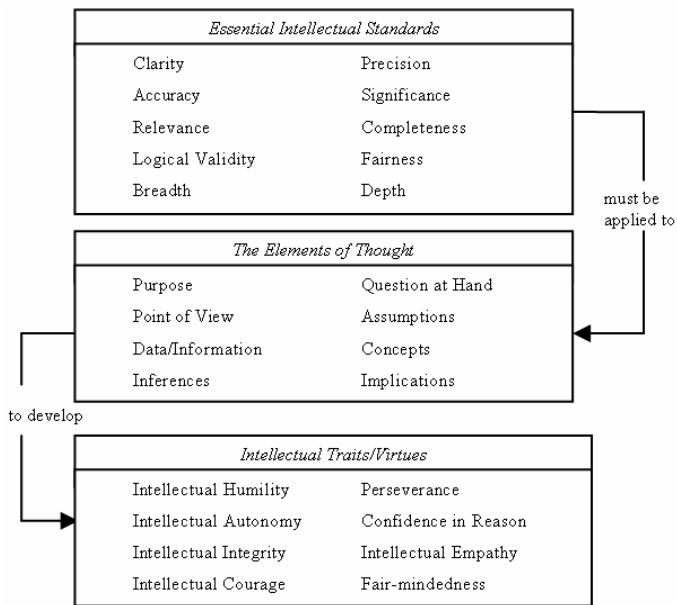 Essential Intellectual Standards
Clarity Precision
Accuracy Significance
Relevance Completeness
Logical Validity Fairness
Breadth Depth
must be
applied to
The Elements of Thought
Purpose Question at Hand
Point of View Assumptions
Data/Information Concepts
Inferences Implications
to develop
Intellectual Traits/Virtues
Intellectual Humility Perseverance
Intellectual Autonomy Confidence in Reason
Intellectual Integrity Intellectual Empathy
Intellectual Courage Fair-mindedness